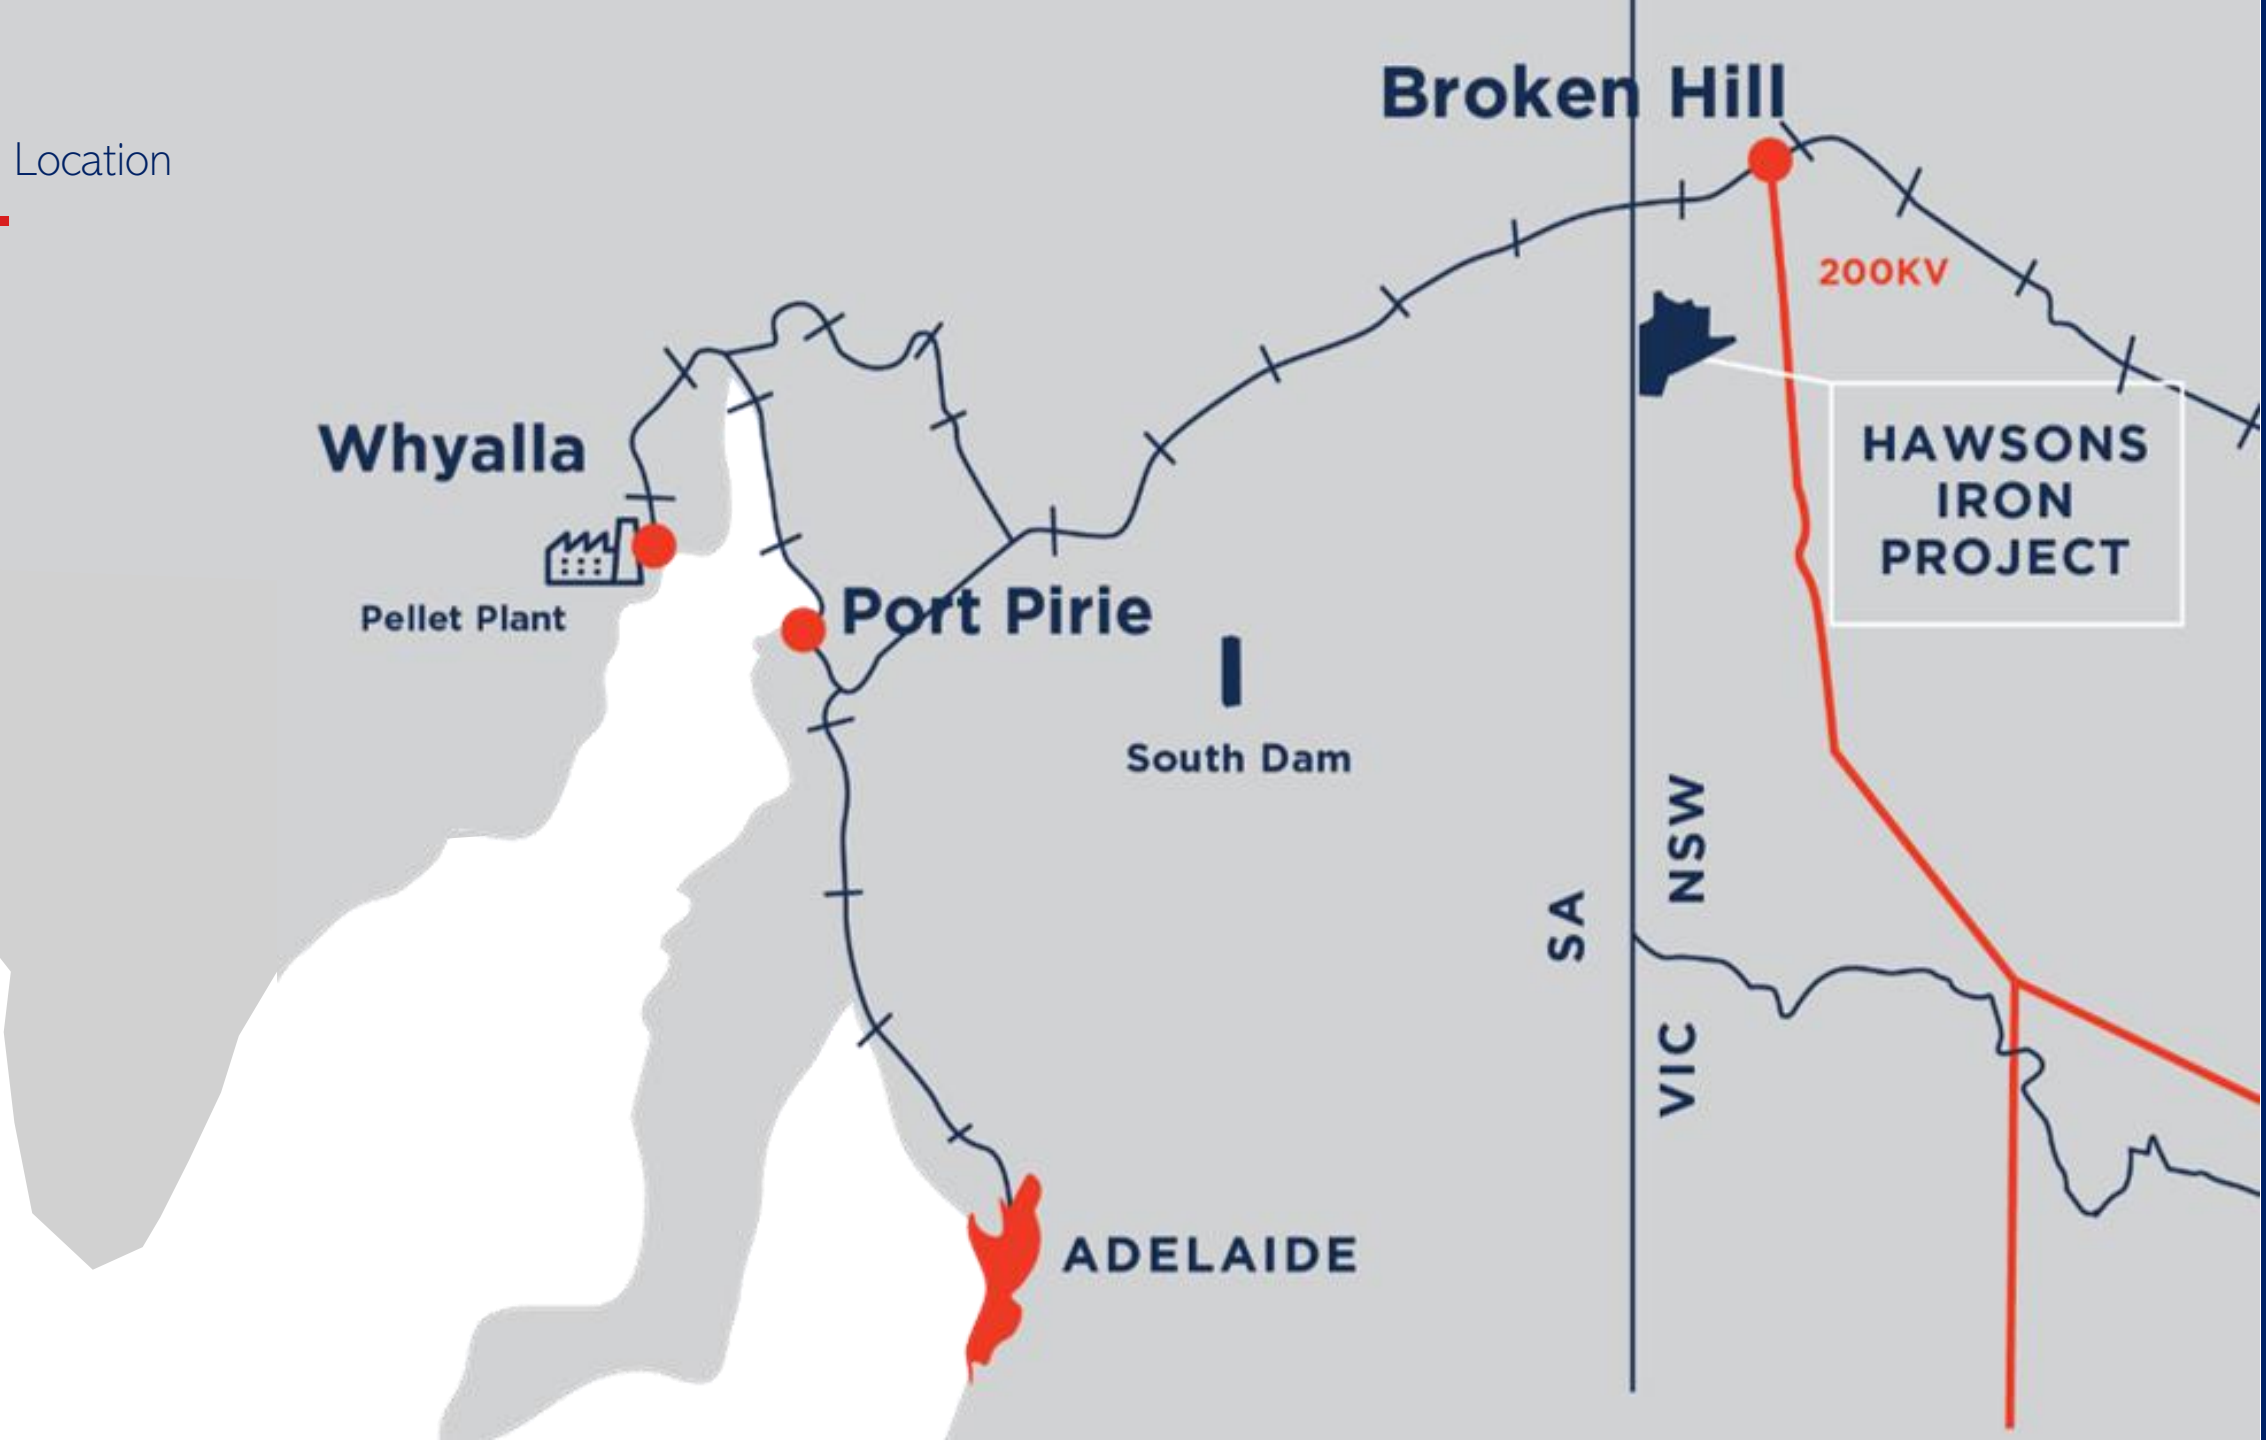 Location
Broken Hill
200KV
Whyalla
HAWSONS
IRON
PROJECT
Pellet Plant
Port Pirie
South Dam
NSW
SA
VIC
ADELAIDE